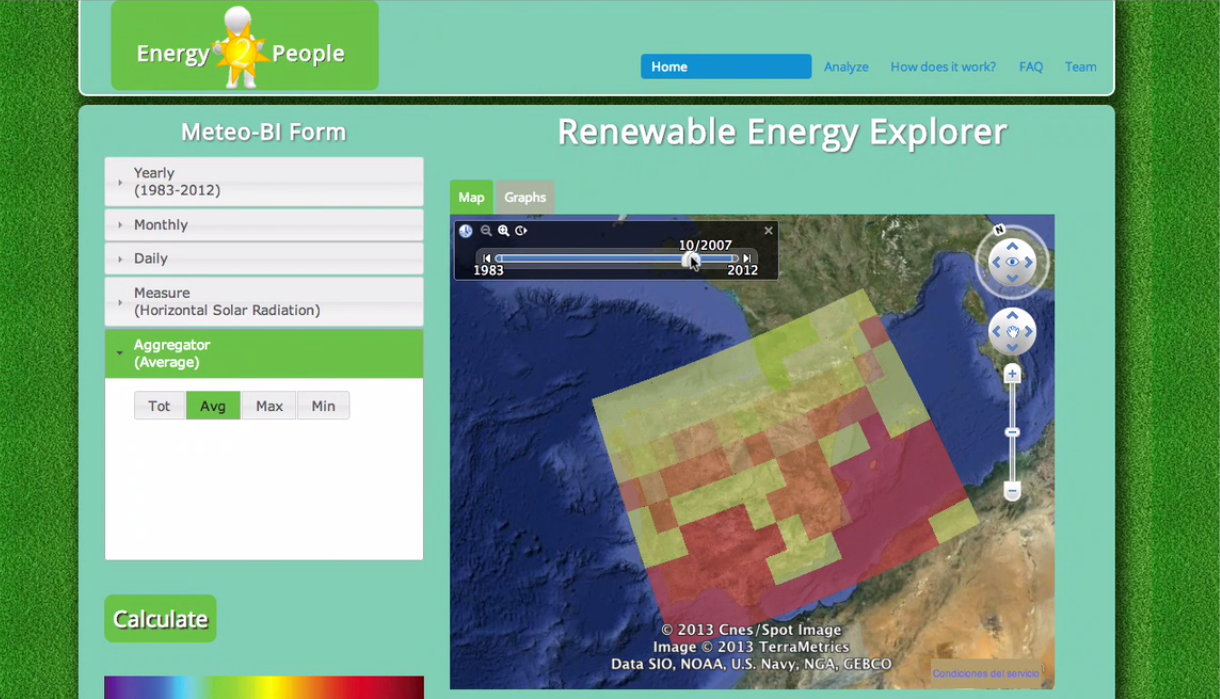 Energy 2 People
Home
Analyze
How does it work?
FAQ
Team
Meteo-BI Form
Yearly
(1983-2012)
Monthly
Daily
Measure
(Horizontal Solar Radiation)
Aggregator
(Average)
Tot
Avg
Max
Min
Calculate
Renewable Energy Explorer
Map
Graphs
10/2007
1983
2012
N
© 2013 Cnes/Spot Image
Image © 2013 TerraMetrics
Data SIO, NOAA, U.S. Navy, NGA, GEBCO
Condiciones del servicio